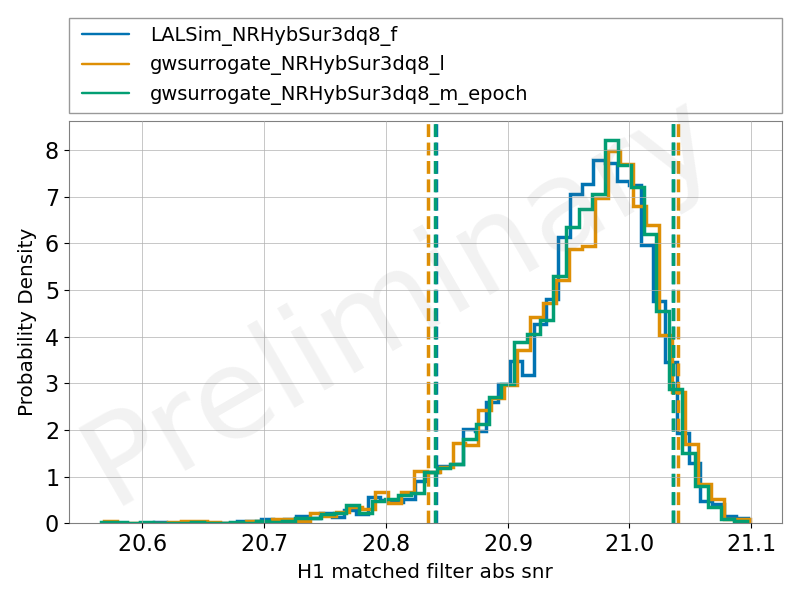 LALSim_NRHybSur3dq8_f
gwsurrogate_NRHybSur3dq8_l
gwsurrogate_NRHybSur3dq8_m_epoch
Preliminary
Probability Density
8
7
6
5
4
3
2
1
0
20.6 20.7 20.8 20.9 21.0 21.1
H1 matched filter abs snr